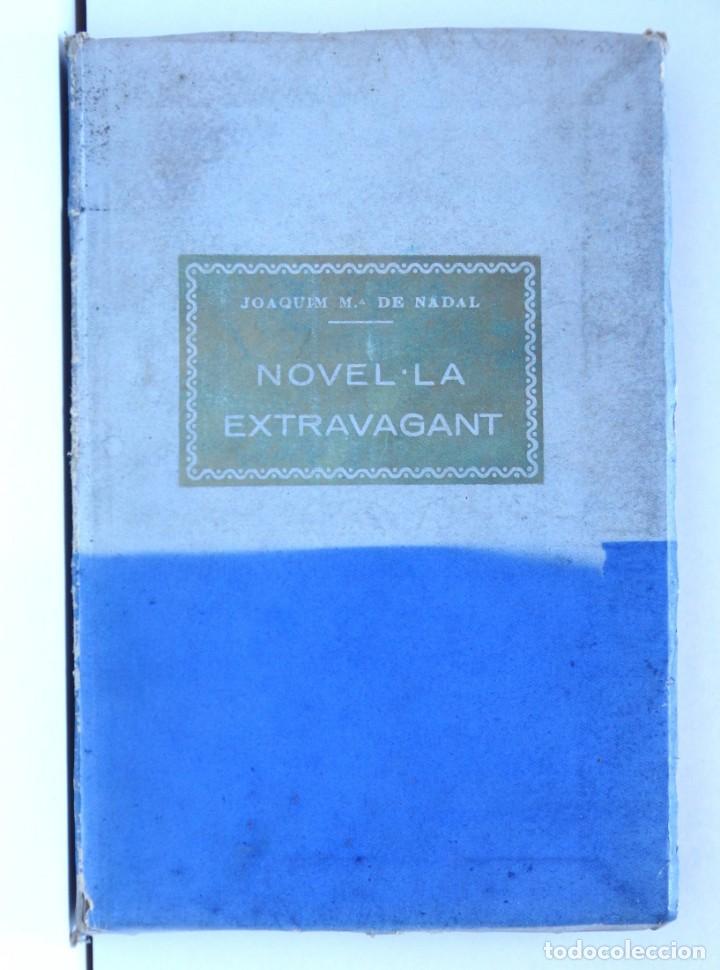 JOAQUIM M.ª DE NADAL
NOVEL·LA
EXTRAVAGANT
todocoleccion